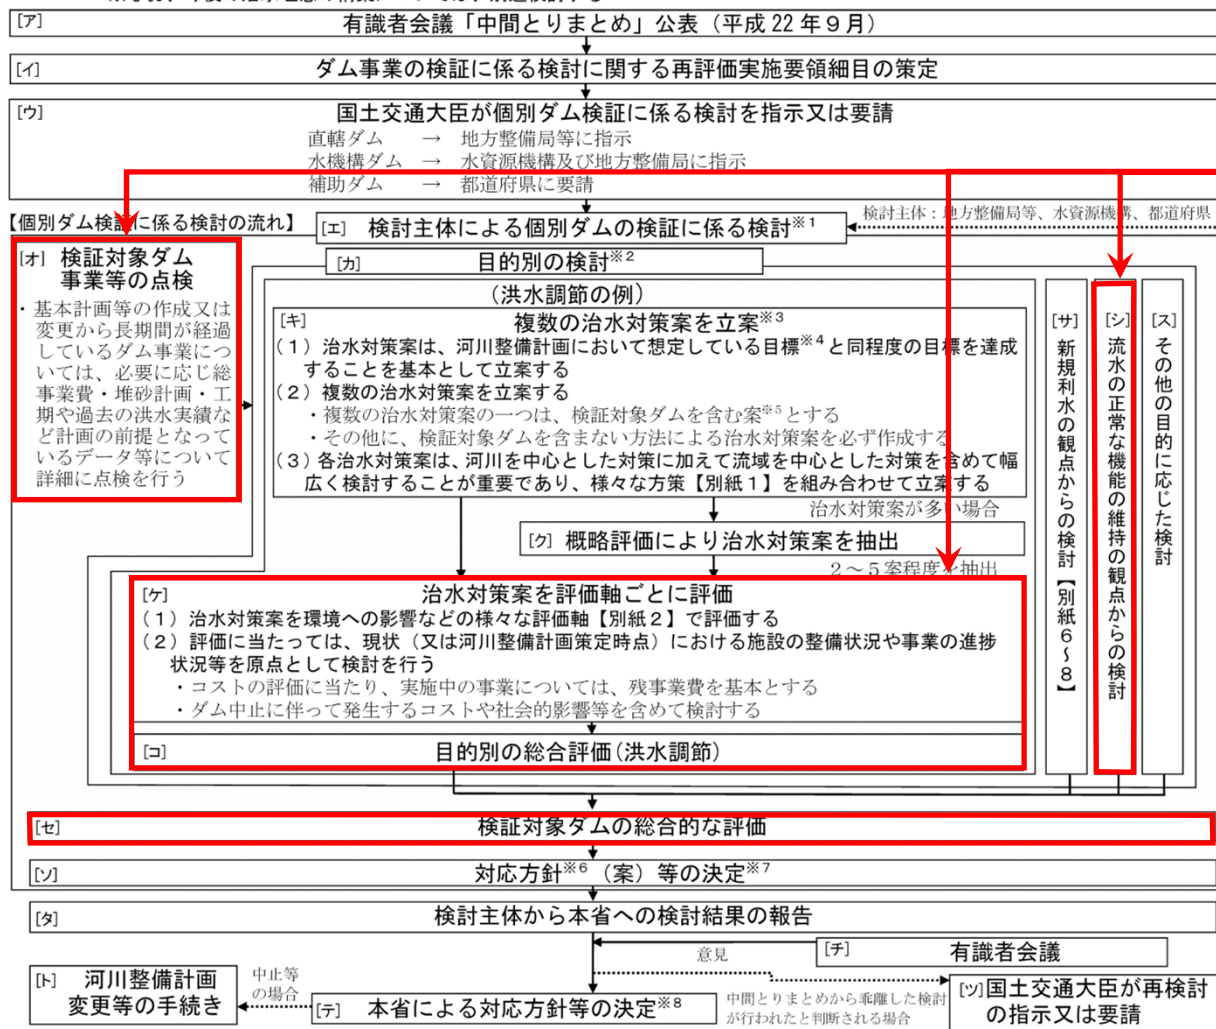 [ア] 有識者会議「中間とりまとめ」公表（平成22年９月）
[イ] ダム事業の検証に係る検討に関する再評価実施要領細目の策定
[ウ] 国土交通大臣が個別ダム検証に係る検討を指示又は要請
直轄ダム → 地方整備局等に指示
水機構ダム → 水資源機構及び地方整備局に指示
補助ダム → 都道府県に要請
【個別ダム検証に係る検討の流れ】
[エ] 検討主体による個別ダムの検証に係る検討※１
検討主体：地方整備局等、水資源機構、都道府県
[オ] 検証対象ダム
事業等の点検
・基本計画等の作成又は
変更から長期間が経過
しているダム事業につ
いては、必要に応じ総
事業費・堆砂計画・工
期や過去の洪水実績な
ど計画の前提となって
いるデータ等について
詳細に点検を行う
[カ] 目的別の検討※２
(洪水調節の例)
[キ] 複数の治水対策案を立案※３
(１) 治水対策案は、河川整備計画において想定している目標※４と同程度の目標を達成
することを基本として立案する
(２) 複数の治水対策案を立案する
・複数の治水対策案の一つは、検証対象ダムを含む案※５とする
・その他に、検証対象ダムを含まない方法による治水対策案を必ず作成する
(３) 各治水対策案は、河川を中心とした対策に加えて流域を中心とした対策を含めて幅
広く検討することが重要であり、様々な方策【別紙１】を組み合わせて立案する
治水対策案が多い場合
[ク] 概略評価により治水対策案を抽出
２～５案程度を抽出
[ケ] 治水対策案を評価軸ごとに評価
(１) 治水対策案を環境への影響などの様々な評価軸【別紙２】で評価する
(２) 評価に当たっては、現状（又は河川整備計画策定時点）における施設の整備状況や事業の進捗
状況等を原点として検討を行う
・コストの評価に当たり、実施中の事業については、残事業費を基本とする
・ダム中止に伴って発生するコストや社会的影響等を含めて検討する
[コ] 目的別の総合評価(洪水調節)
[サ] 新規利水の観点からの検討【別紙６～８】
[シ] 流水の正常な機能の維持の観点からの検討
[ス] その他の目的に応じた検討
[セ] 検証対象ダムの総合的な評価
[ソ] 対応方針※６（案）等の決定※７
[タ] 検討主体から本省への検討結果の報告
意見
[チ] 有識者会議
[ト] 河川整備計画
変更等の手続き
中止等
の場合
[テ] 本省による対応方針等の決定※８
中間とりまとめから乖離した検討
が行われたと判断される場合
[ツ] 国土交通大臣が再検討
の指示又は要請